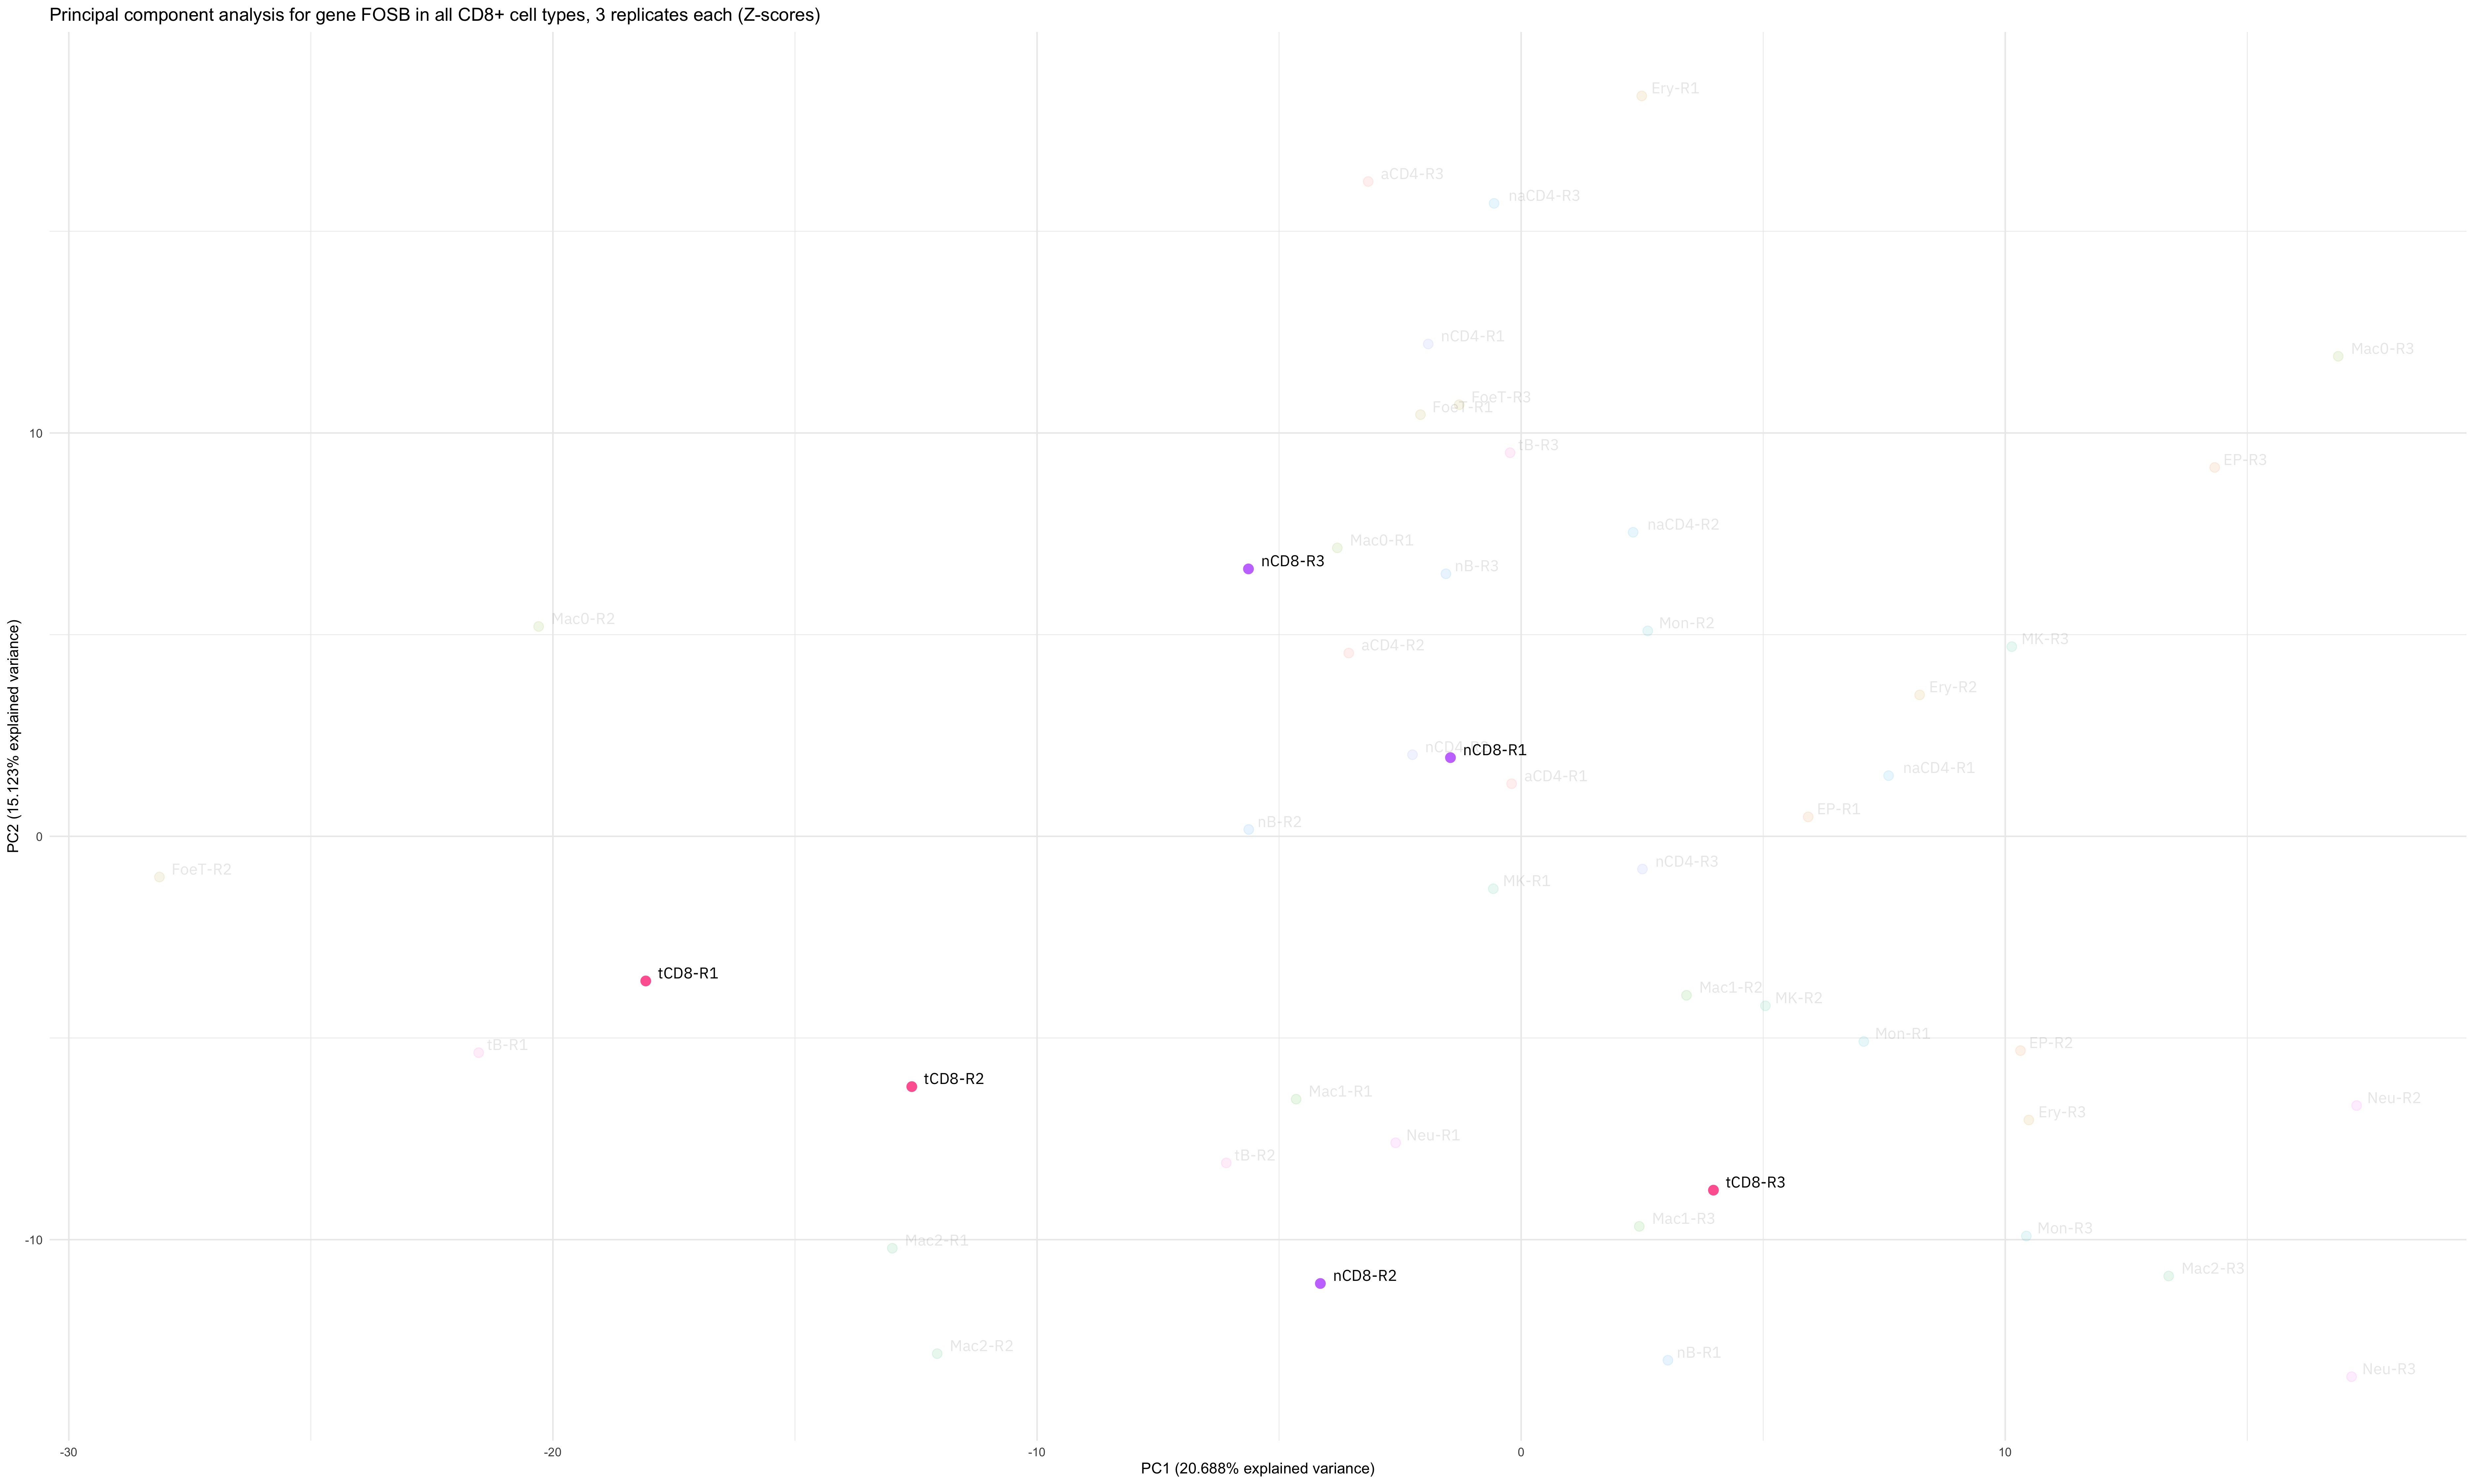 Principal component analysis for gene FOSB in all CD8+ cell types, 3 replicates each (Z-scores)
Ery-R1
aCD4-R3
naCD4-R3
nCD4-R1
Mac0-R3
FoeT-R3
FoeT-R1
tB-R3
EP-R3
naCD4-R2
Mac0-R1
nCD8-R3
nB-R3
Mac0-R2
Mon-R2
aCD4-R2
MK-R3
Ery-R2
nCD4-
nCD8-R1
naCD4-R1
aCD4-R1
EP-R1
nB-R2
nCD4-R3
FoeT-R2
MK-R1
tCD8-R1
Mac1-R2
MK-R2
Mon-R1
EP-R2
tB-R1
tCD8-R2
Mac1-R1
Neu-R2
Ery-R3
Neu-R1
tB-R2
tCD8-R3
Mac1-R3
Mon-R3
Mac2-R1
Mac2-R3
nCD8-R2
Mac2-R2
nB-R1
Neu-R3
10
0
-10
-30
-20
-10
0
10
PC1 (20.688% explained variance)
PC2 (15.123% explained variance)